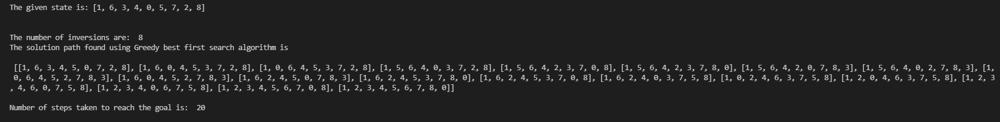 The given state is: [1, 6, 3, 4, 0, 5, 7, 2, 8]
The number of inversions are:  8
The solution path found using Greedy best first search algorithm is
[[1, 6, 3, 4, 5, 0, 7, 2, 8], [1, 6, 0, 4, 5, 3, 7, 2, 8], [1, 0, 6, 4, 5, 3, 7, 2, 8], [1, 5, 6, 4, 0, 3, 7, 2, 8], [1, 5, 6, 4, 2, 3, 7, 0, 8], [1, 5, 6, 4, 2, 3, 7, 8, 0], [1, 5, 6, 4, 2, 0, 7, 8, 3], [1, 5, 6, 4, 0, 2, 7, 8, 3], [1,
0, 6, 4, 5, 2, 7, 8, 3], [1, 6, 0, 4, 5, 2, 7, 8, 3], [1, 6, 2, 4, 5, 0, 7, 8, 3], [1, 6, 2, 4, 5, 3, 7, 8, 0], [1, 6, 2, 4, 5, 3, 7, 0, 8], [1, 6, 2, 4, 0, 3, 7, 5, 8], [1, 0, 2, 4, 6, 3, 7, 5, 8], [1, 2, 0, 4, 6, 3, 7, 5, 8], [1, 2, 3
, 4, 6, 0, 7, 5, 8], [1, 2, 3, 4, 0, 6, 7, 5, 8], [1, 2, 3, 4, 5, 6, 7, 0, 8], [1, 2, 3, 4, 5, 6, 7, 8, 0]]
Number of steps taken to reach the goal is:  20